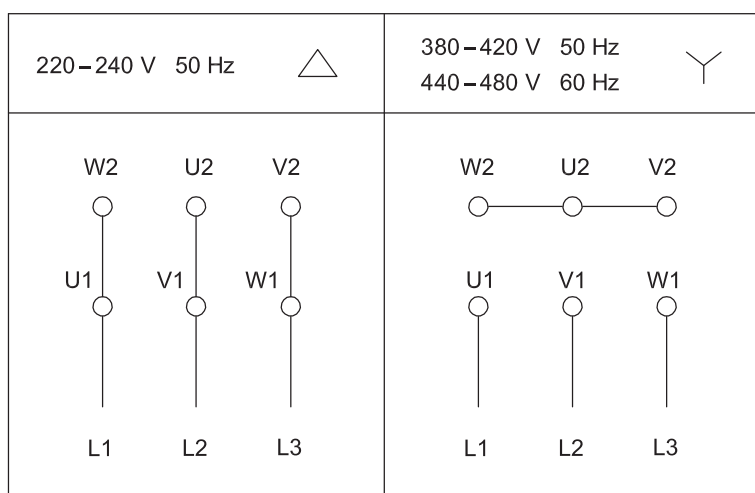 220–240 V 50 Hz
380–420 V 50 Hz
440–480 V 60 Hz
W2 U2 V2
U1 V1 W1
L1 L2 L3
W2 U2 V2
U1 V1 W1
L1 L2 L3